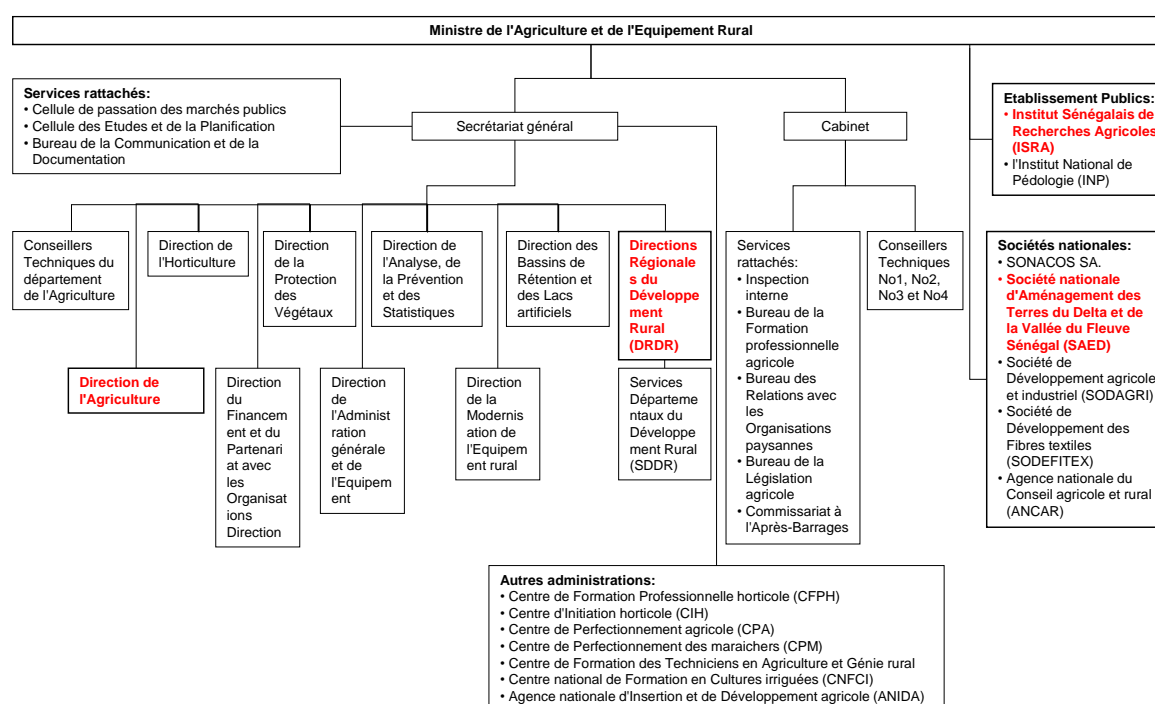 Ministre de l'Agriculture et de l'Equipement Rural
Services rattachés:
• Cellule de passation des marchés publics
• Cellule des Etudes et de la Planification
• Bureau de la Communication et de la
Documentation
Secrétariat général
Cabinet
Etablissement Publics:
• Institut Sénégalais de
Recherches Agricoles
(ISRA)
• l'Institut National de
Pédologie (INP)
Conseillers
Techniques du
département
de l'Agriculture
Direction de
l'Horticulture
Direction
de la
Protection
des
Végétaux
Direction de
l'Analyse, de
la Prévention
et des
Statistiques
Direction des
Bassins de
Rétention et
des Lacs
artificiels
Directions
Régionale
s du
Développe
ment
Rural
(DRDR)
Services
rattachés:
• Inspection
interne
• Bureau de la
Formation
professionnelle
agricole
• Bureau des
Relations avec
les
Organisations
paysannes
• Bureau de la
Législation
agricole
• Commissariat à
l'Après-Barrages
Conseillers
Techniques
No1, No2,
No3 et No4
Sociétés nationales:
• SONACOS SA.
• Société nationale
d'Aménagement des
Terres du Delta et de
la Vallée du Fleuve
Sénégal (SAED)
• Société de
Développement agricole
et industriel (SODAGRI)
• Société de
Développement des
Fibres textiles
(SODEFITEX)
• Agence nationale du
Conseil agricole et rural
(ANCAR)
Direction de
l'Agriculture
Direction
du
Financem
ent et du
Partenari
at avec
les
Organisat
ions
Direction
Direction
de
l'Administ
ration
générale
et de
l'Equipem
ent
Direction
de la
Modernis
ation de
l'Equipem
ent rural
Services
Départeme
ntaux du
Développe
ment Rural
(SDDR)
Autres administrations:
• Centre de Formation Professionnelle horticole (CFPH)
• Centre d'Initiation horticole (CIH)
• Centre de Perfectionnement agricole (CPA)
• Centre de Perfectionnement des maraichers (CPM)
• Centre de Formation des Techniciens en Agriculture et Génie rural
• Centre national de Formation en Cultures irriguées (CNFCI)
• Agence nationale d'Insertion et de Développement agricole (ANIDA)